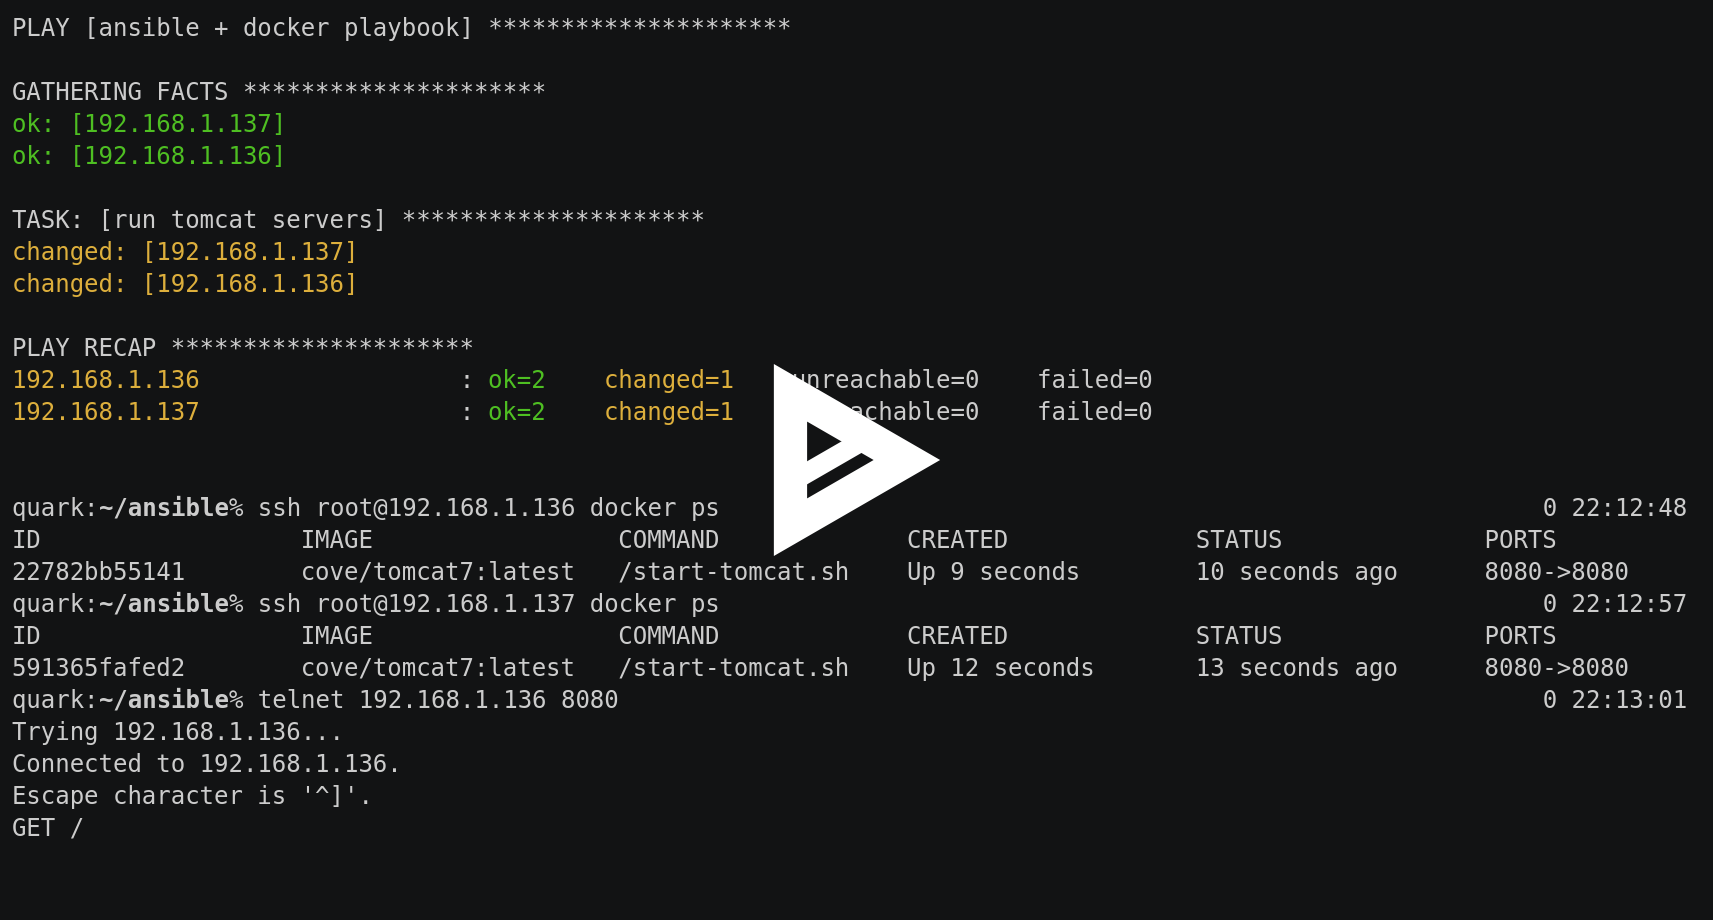 PLAY [ansible + docker playbook] *********************
GATHERING FACTS *********************
ok: [192.168.1.137]
ok: [192.168.1.136]
TASK: [run tomcat servers] *********************
changed: [192.168.1.137]
changed: [192.168.1.136]
PLAY RECAP *********************
192.168.1.136 : ok=2 changed=1 unreachable=0 failed=0
192.168.1.137 : ok=2 changed=1 achable=0 failed=0
quark:~/ansible% ssh root@192.168.1.136 docker ps 0 22:12:48
ID IMAGE COMMAND CREATED STATUS PORTS
22782bb55141 cove/tomcat7:latest /start-tomcat.sh Up 9 seconds 10 seconds ago 8080->8080
quark:~/ansible% ssh root@192.168.1.137 docker ps 0 22:12:57
ID IMAGE COMMAND CREATED STATUS PORTS
591365fafed2 cove/tomcat7:latest /start-tomcat.sh Up 12 seconds 13 seconds ago 8080->8080
quark:~/ansible% telnet 192.168.1.136 8080 0 22:13:01
Trying 192.168.1.136...
Connected to 192.168.1.136.
Escape character is '^]'.
GET /